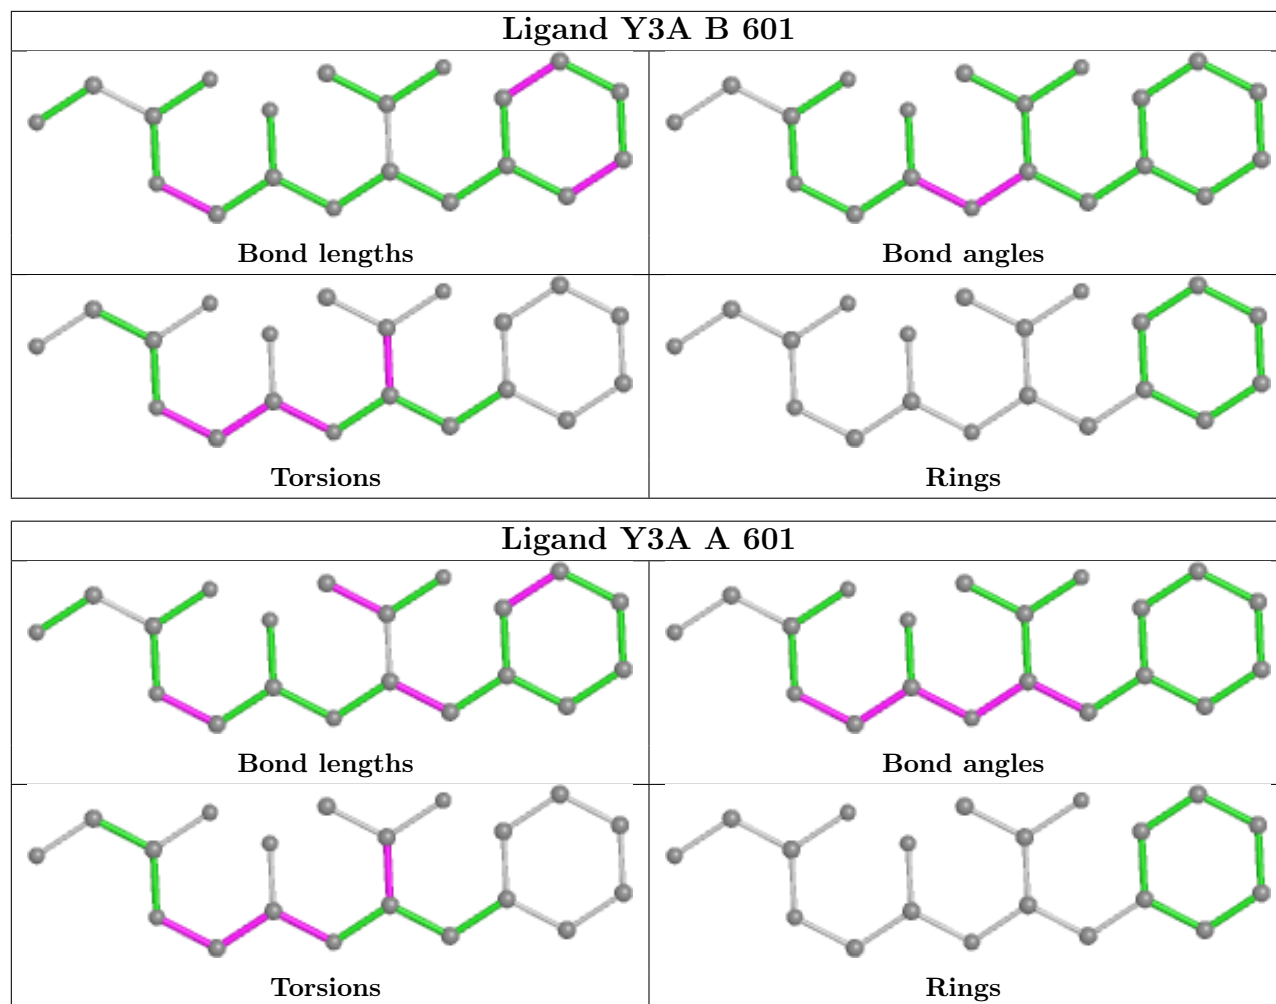 Ligand Y3A B 601
Bond lengths Bond angles
Torsions Rings
Ligand Y3A A 601
Bond lengths Bond angles
Torsions Rings